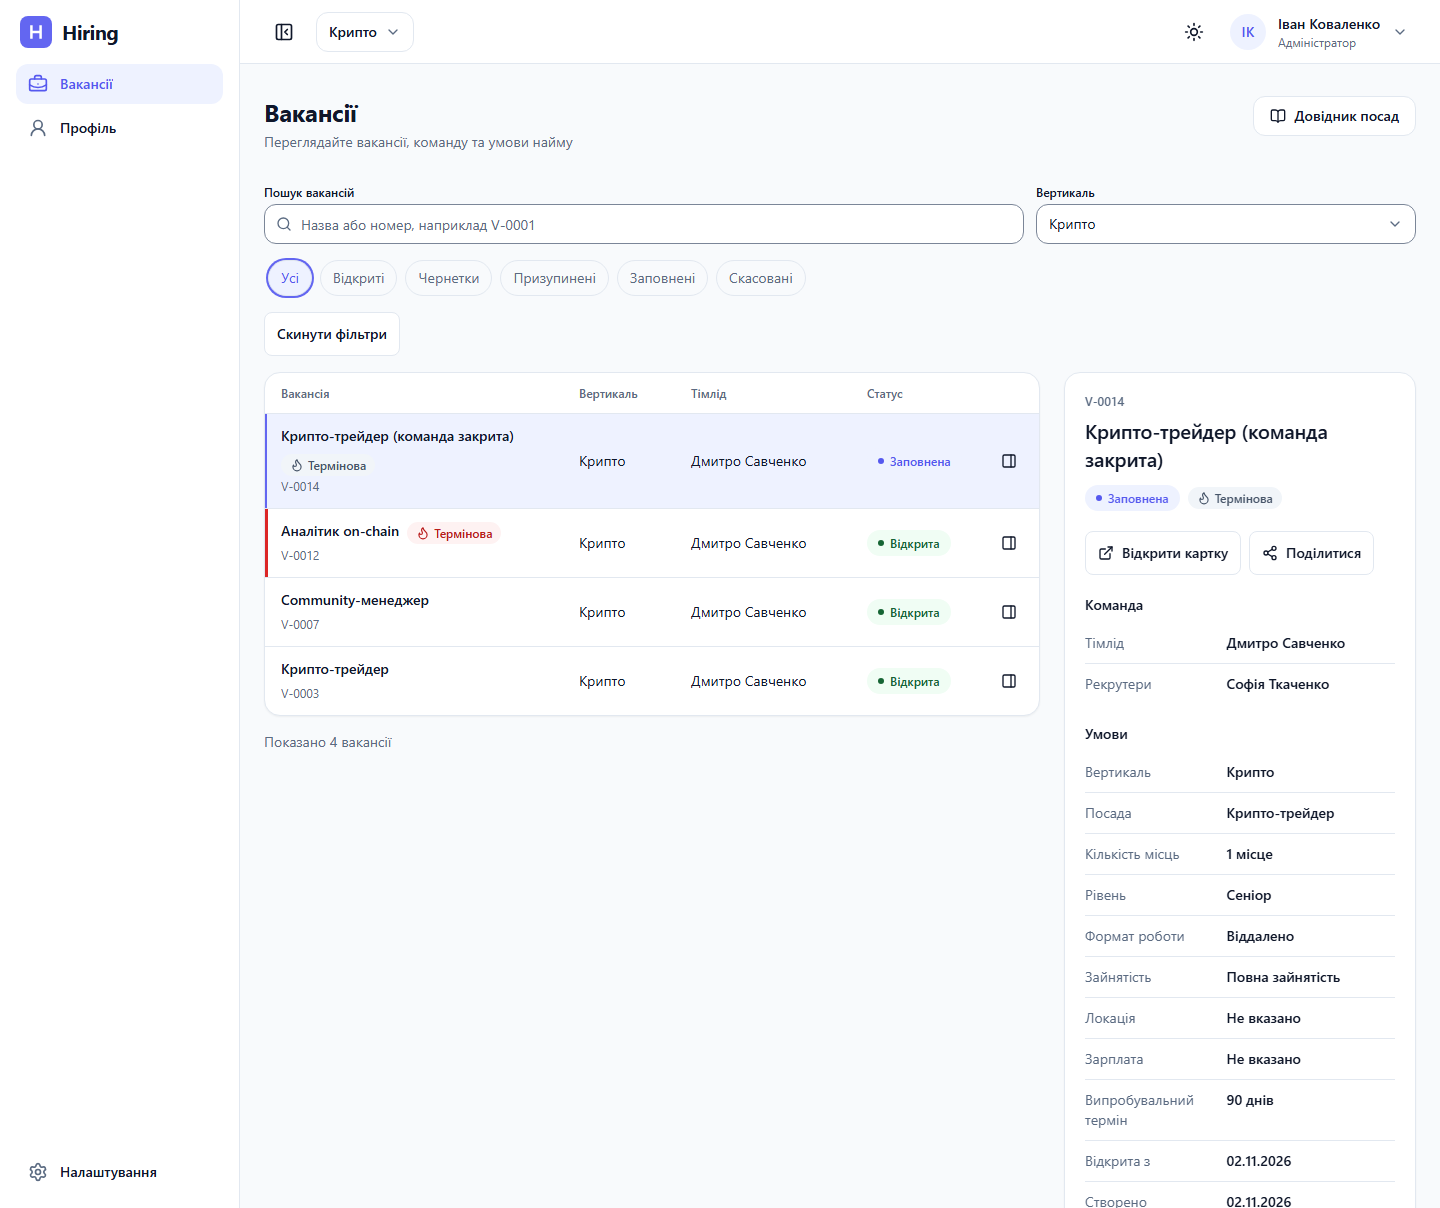 H Hiring
Вакансії
Профіль
Налаштування
Крипто
ІК
Іван Коваленко
Адміністратор
Вакансії
Переглядайте вакансії, команду та умови найму
Довідник посад
Пошук вакансій
Назва або номер, наприклад V-0001
Вертикаль
Крипто
Усі Відкриті Чернетки Призупинені Заповнені Скасовані
Скинути фільтри
Вакансія Вертикаль Тімлід Статус
Крипто-трейдер (команда закрита)
Термінова
V-0014
Крипто Дмитро Савченко Заповнена
Аналітик on-chain Термінова
V-0012
Крипто Дмитро Савченко Відкрита
Community-менеджер
V-0007
Крипто Дмитро Савченко Відкрита
Крипто-трейдер
V-0003
Крипто Дмитро Савченко Відкрита
Показано 4 вакансії
V-0014
Крипто-трейдер (команда
закрита)
Заповнена Термінова
Відкрити картку Поділитися
Команда
Тімлід Дмитро Савченко
Рекрутери Софія Ткаченко
Умови
Вертикаль Крипто
Посада Крипто-трейдер
Кількість місць 1 місце
Рівень Сеніор
Формат роботи Віддалено
Зайнятість Повна зайнятість
Локація Не вказано
Зарплата Не вказано
Випробувальний 90 днів
термін
Відкрита з 02.11.2026
Створено 02.11.2026